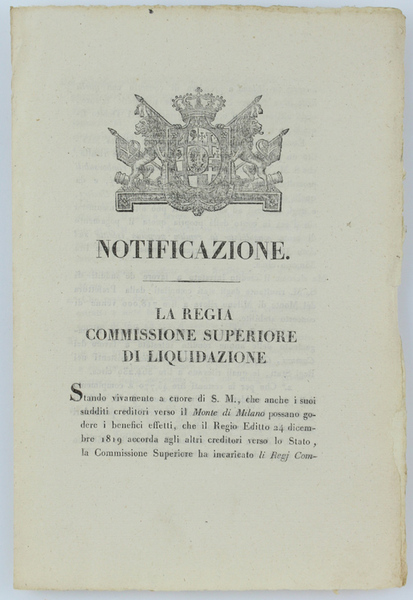 NOTIFICAZIONE.
LA REGIA
COMMISSIONE SUPERIORE
DI LIQUIDAZIONE
Stando vivamente a cuore di S. M., che anche i suoi
sudditi creditori verso il Monte di Milano possano go-
dere i benefici effetti, che il Regio Editto 24 dicem-
bre 1819 accorda agli altri creditori verso lo Stato,
la Commissione Superiore ha incaricato li Regj Com-